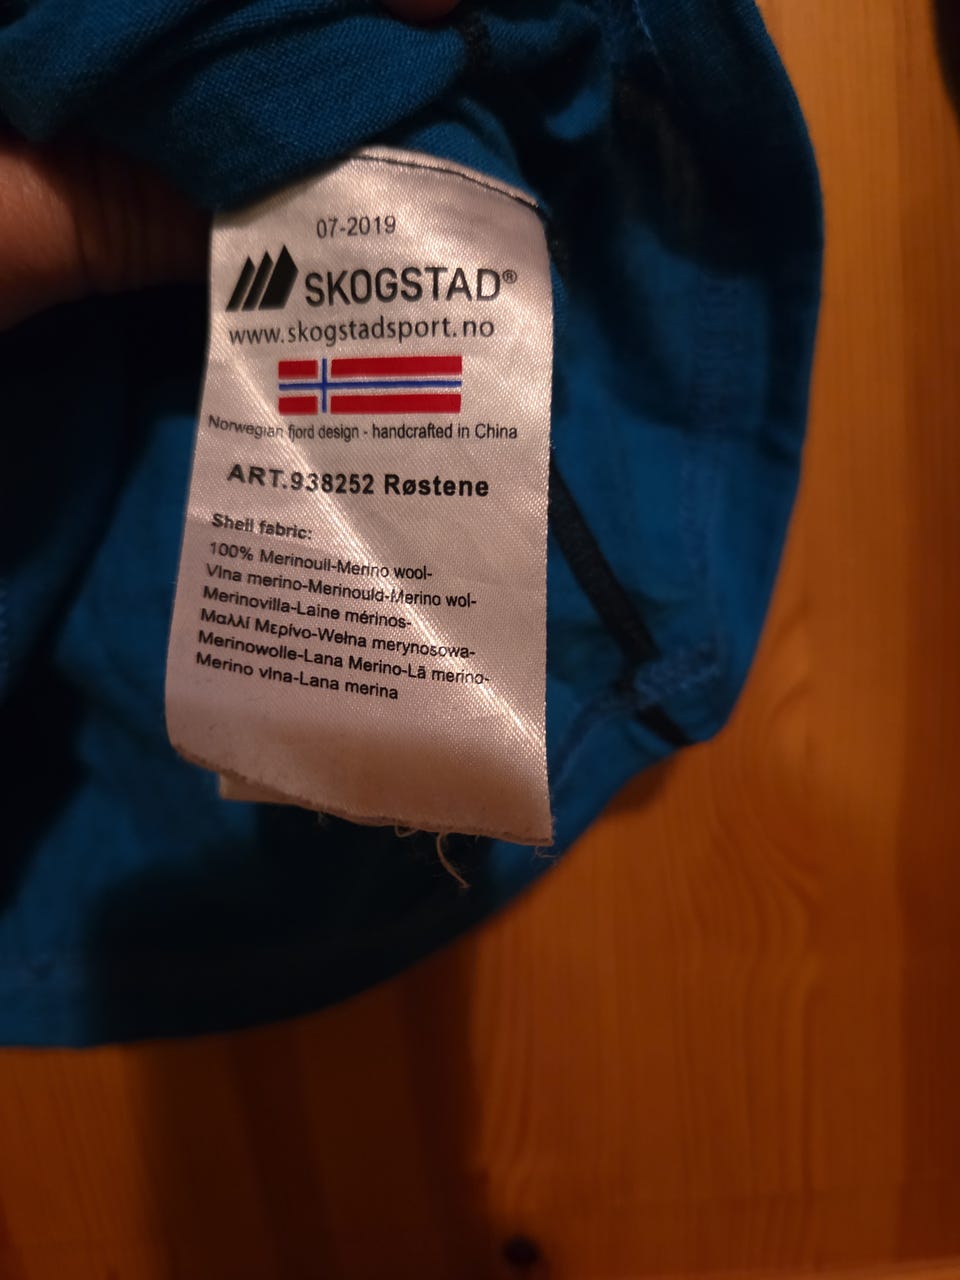 07-2019
SKOGSTAD®
www.skogstadsport.no
Norwegian fjord design - handcrafted in China
ART.938252 Røstene
Shell fabric:
100% Merinoull-Merino wool-
Vlna merino-Merinould-Merino wol-
Merinovilla-Laine mérinos-
Μαλλί Μερίνο-Wełna merynosowa-
Merinowolle-Lana Merino-Lã merino-
Merino vlna-Lana merina